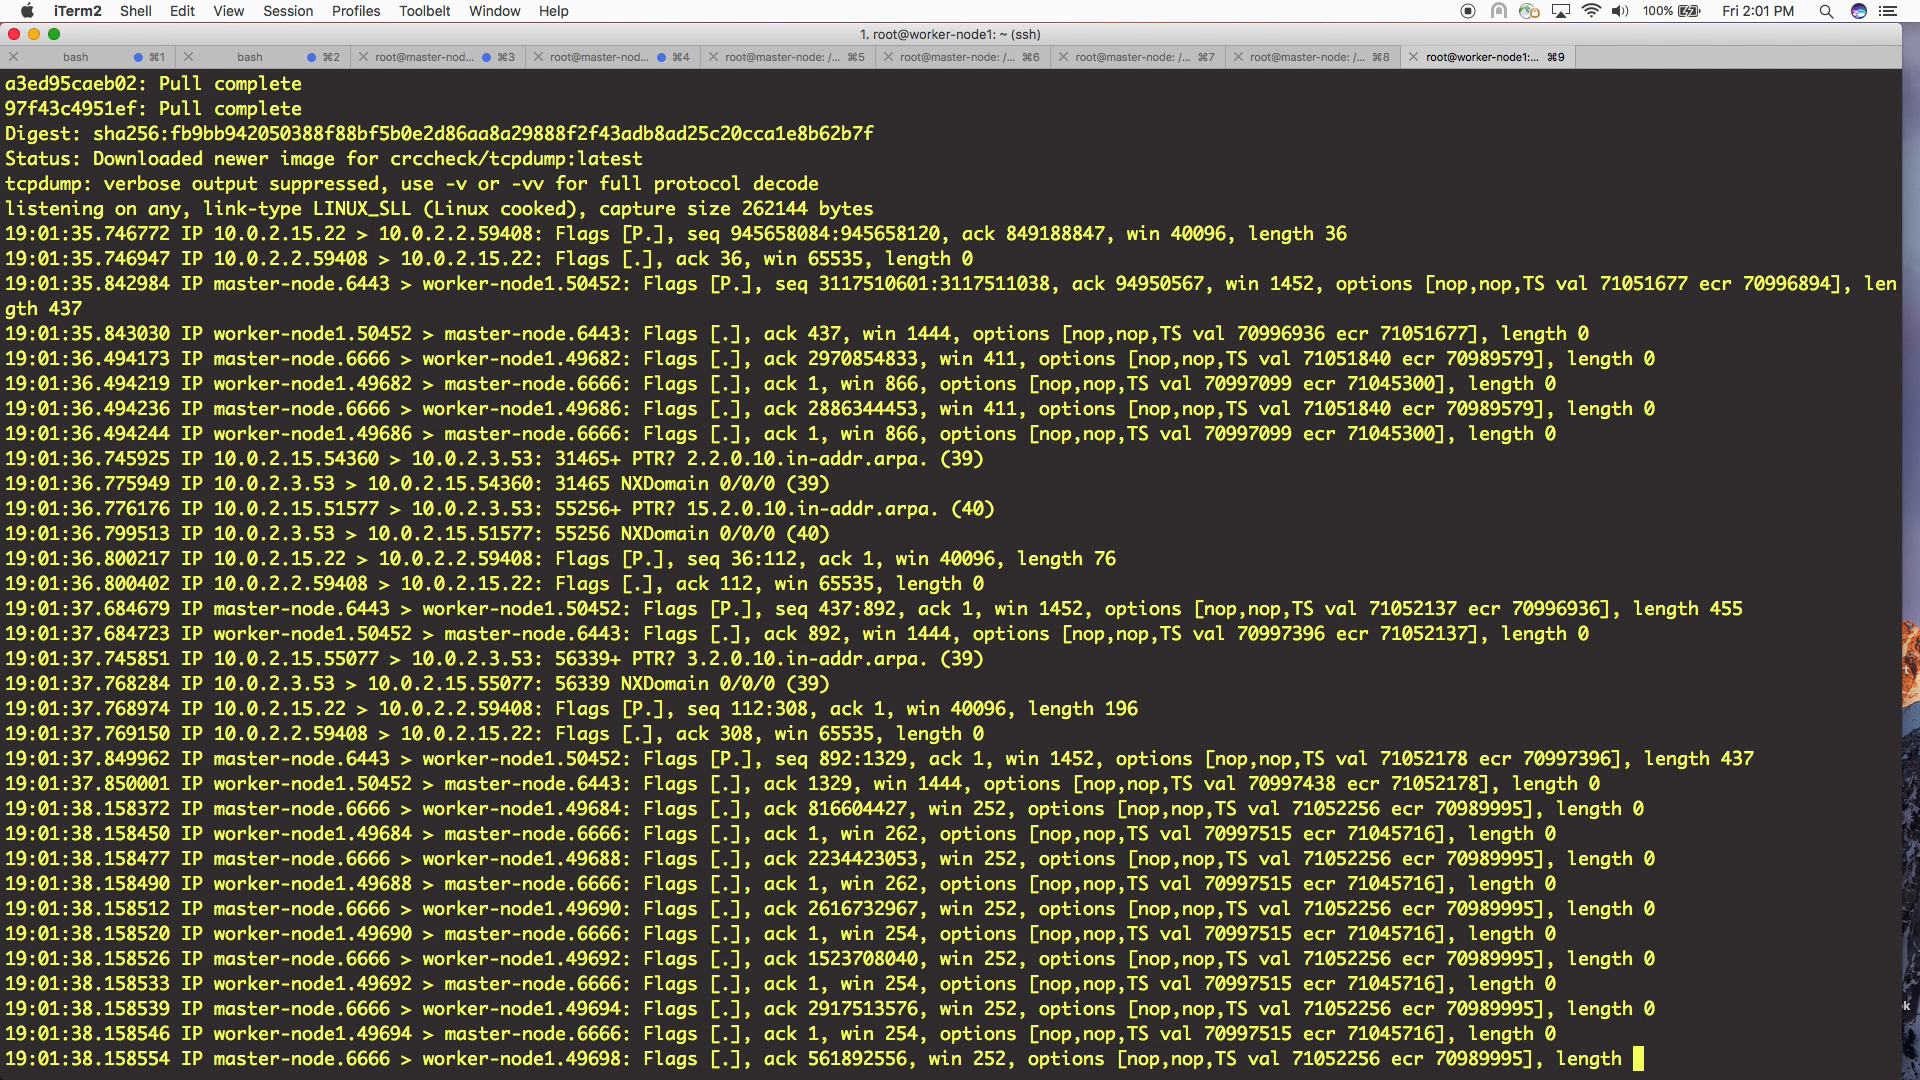 iTerm2 Shell Edit View Session Profiles Toolbelt Window Help 100% Fri 2:01 PM
1. root@worker-node1: ~ (ssh)
bash ⌘1 bash ⌘2 root@master-nod... ⌘3 root@master-nod... ⌘4 root@master-node: /... ⌘5 root@master-node: /... ⌘6 root@master-node: /... ⌘7 root@master-node: /... ⌘8 root@worker-node1:... ⌘9
a3ed95caeb02: Pull complete
97f43c4951ef: Pull complete
Digest: sha256:fb9bb942050388f88bf5b0e2d86aa8a29888f2f43adb8ad25c20cca1e8b62b7f
Status: Downloaded newer image for crccheck/tcpdump:latest
tcpdump: verbose output suppressed, use -v or -vv for full protocol decode
listening on any, link-type LINUX_SLL (Linux cooked), capture size 262144 bytes
19:01:35.746772 IP 10.0.2.15.22 > 10.0.2.2.59408: Flags [P.], seq 945658084:945658120, ack 849188847, win 40096, length 36
19:01:35.746947 IP 10.0.2.2.59408 > 10.0.2.15.22: Flags [.], ack 36, win 65535, length 0
19:01:35.842984 IP master-node.6443 > worker-node1.50452: Flags [P.], seq 3117510601:3117511038, ack 94950567, win 1452, options [nop,nop,TS val 71051677 ecr 70996894], len
gth 437
19:01:35.843030 IP worker-node1.50452 > master-node.6443: Flags [.], ack 437, win 1444, options [nop,nop,TS val 70996936 ecr 71051677], length 0
19:01:36.494173 IP master-node.6666 > worker-node1.49682: Flags [.], ack 2970854833, win 411, options [nop,nop,TS val 71051840 ecr 70989579], length 0
19:01:36.494219 IP worker-node1.49682 > master-node.6666: Flags [.], ack 1, win 866, options [nop,nop,TS val 70997099 ecr 71045300], length 0
19:01:36.494236 IP master-node.6666 > worker-node1.49686: Flags [.], ack 2886344453, win 411, options [nop,nop,TS val 71051840 ecr 70989579], length 0
19:01:36.494244 IP worker-node1.49686 > master-node.6666: Flags [.], ack 1, win 866, options [nop,nop,TS val 70997099 ecr 71045300], length 0
19:01:36.745925 IP 10.0.2.15.54360 > 10.0.2.3.53: 31465+ PTR? 2.2.0.10.in-addr.arpa. (39)
19:01:36.775949 IP 10.0.2.3.53 > 10.0.2.15.54360: 31465 NXDomain 0/0/0 (39)
19:01:36.776176 IP 10.0.2.15.51577 > 10.0.2.3.53: 55256+ PTR? 15.2.0.10.in-addr.arpa. (40)
19:01:36.799513 IP 10.0.2.3.53 > 10.0.2.15.51577: 55256 NXDomain 0/0/0 (40)
19:01:36.800217 IP 10.0.2.15.22 > 10.0.2.2.59408: Flags [P.], seq 36:112, ack 1, win 40096, length 76
19:01:36.800402 IP 10.0.2.2.59408 > 10.0.2.15.22: Flags [.], ack 112, win 65535, length 0
19:01:37.684679 IP master-node.6443 > worker-node1.50452: Flags [P.], seq 437:892, ack 1, win 1452, options [nop,nop,TS val 71052137 ecr 70996936], length 455
19:01:37.684723 IP worker-node1.50452 > master-node.6443: Flags [.], ack 892, win 1444, options [nop,nop,TS val 70997396 ecr 71052137], length 0
19:01:37.745851 IP 10.0.2.15.55077 > 10.0.2.3.53: 56339+ PTR? 3.2.0.10.in-addr.arpa. (39)
19:01:37.768284 IP 10.0.2.3.53 > 10.0.2.15.55077: 56339 NXDomain 0/0/0 (39)
19:01:37.768974 IP 10.0.2.15.22 > 10.0.2.2.59408: Flags [P.], seq 112:308, ack 1, win 40096, length 196
19:01:37.769150 IP 10.0.2.2.59408 > 10.0.2.15.22: Flags [.], ack 308, win 65535, length 0
19:01:37.849962 IP master-node.6443 > worker-node1.50452: Flags [P.], seq 892:1329, ack 1, win 1452, options [nop,nop,TS val 71052178 ecr 70997396], length 437
19:01:37.850001 IP worker-node1.50452 > master-node.6443: Flags [.], ack 1329, win 1444, options [nop,nop,TS val 70997438 ecr 71052178], length 0
19:01:38.158372 IP master-node.6666 > worker-node1.49684: Flags [.], ack 816604427, win 252, options [nop,nop,TS val 71052256 ecr 70989995], length 0
19:01:38.158450 IP worker-node1.49684 > master-node.6666: Flags [.], ack 1, win 262, options [nop,nop,TS val 70997515 ecr 71045716], length 0
19:01:38.158477 IP master-node.6666 > worker-node1.49688: Flags [.], ack 2234423053, win 252, options [nop,nop,TS val 71052256 ecr 70989995], length 0
19:01:38.158490 IP worker-node1.49688 > master-node.6666: Flags [.], ack 1, win 262, options [nop,nop,TS val 70997515 ecr 71045716], length 0
19:01:38.158512 IP master-node.6666 > worker-node1.49690: Flags [.], ack 2616732967, win 252, options [nop,nop,TS val 71052256 ecr 70989995], length 0
19:01:38.158520 IP worker-node1.49690 > master-node.6666: Flags [.], ack 1, win 254, options [nop,nop,TS val 70997515 ecr 71045716], length 0
19:01:38.158526 IP master-node.6666 > worker-node1.49692: Flags [.], ack 1523708040, win 252, options [nop,nop,TS val 71052256 ecr 70989995], length 0
19:01:38.158533 IP worker-node1.49692 > master-node.6666: Flags [.], ack 1, win 254, options [nop,nop,TS val 70997515 ecr 71045716], length 0
19:01:38.158539 IP master-node.6666 > worker-node1.49694: Flags [.], ack 2917513576, win 252, options [nop,nop,TS val 71052256 ecr 70989995], length 0
19:01:38.158546 IP worker-node1.49694 > master-node.6666: Flags [.], ack 1, win 254, options [nop,nop,TS val 70997515 ecr 71045716], length 0
19:01:38.158554 IP master-node.6666 > worker-node1.49698: Flags [.], ack 561892556, win 252, options [nop,nop,TS val 71052256 ecr 70989995], length